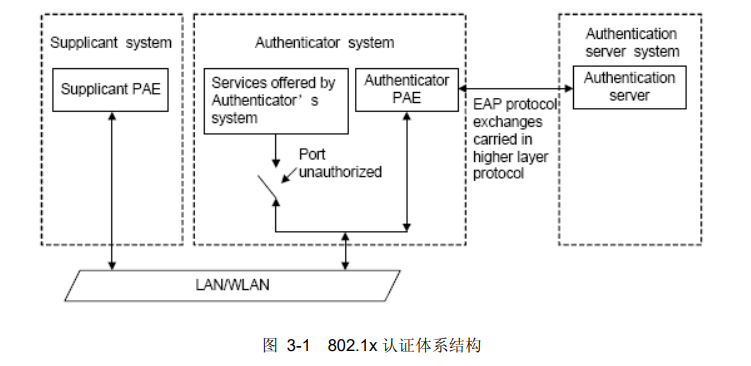 Supplicant system
Supplicant PAE
Authenticator system
Services offered by
Authenticator's
system
Authenticator
PAE
Port
unauthorized
EAP protocol
exchanges
carried in
higher layer
protocol
Authentication
server system
Authentication
server
LAN/WLAN
图 3-1 802.1x 认证体系结构